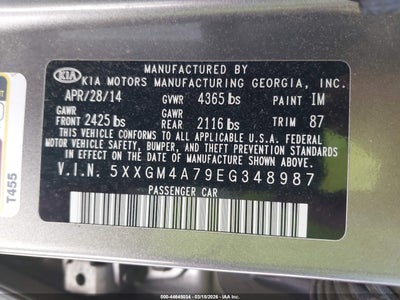 MANUFACTURED BY
KIA
KIA MOTORS MANUFACTURING GEORGIA, INC.
APR/28/14 GVWR 4365 lbs PAINT IM
GAWR GAWR
FRONT 2425 lbs REAR 2116 lbs TRIM 87
THIS VEHICLE CONFORMS TO ALL APPLICABLE U.S.A. FEDERAL
MOTOR VEHICLE SAFETY, BUMPER, AND THEFT PREVENTION
STANDARDS IN EFFECT ON THE DATE OF MANUFACTURE SHOWN ABOVE.
V.I.N. 5XXGM4A79EG348987
PASSENGER CAR
T455
000-44645034 - (03/18/2026 - IAA, Inc.)